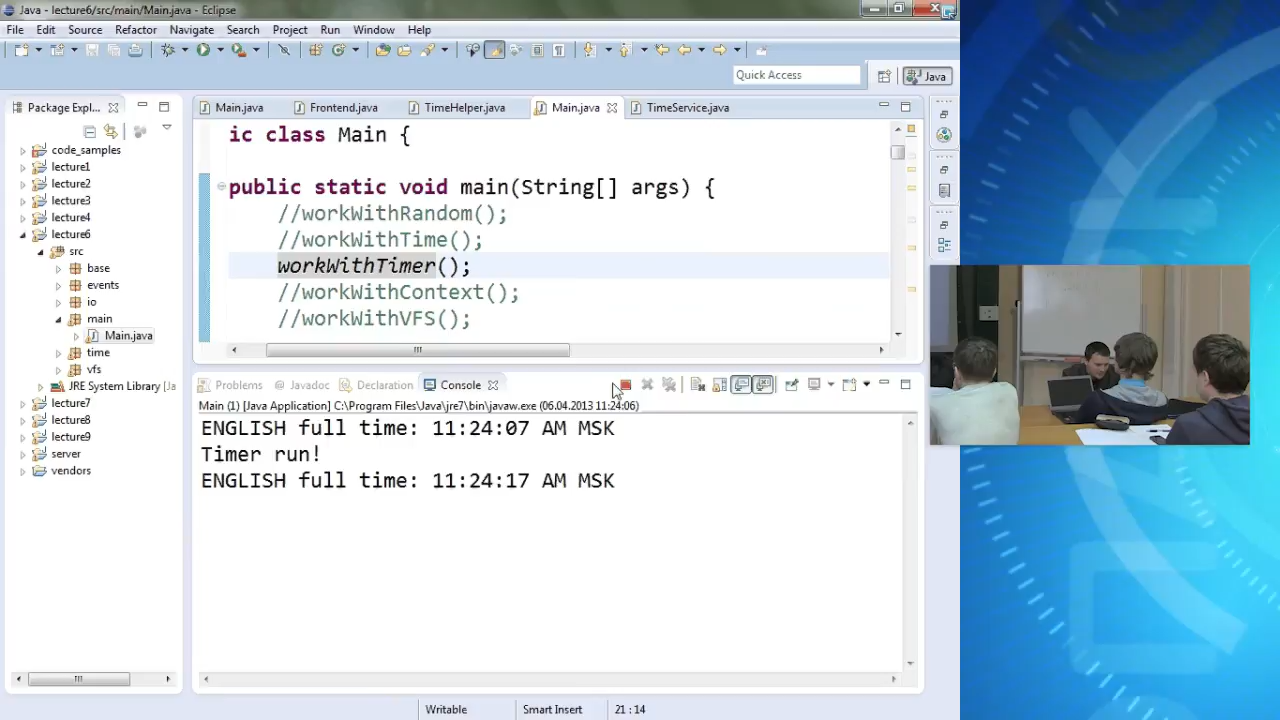 Java - lecture6/src/main/Main.java - Eclipse
File Edit Source Refactor Navigate Search Project Run Window Help
Quick Access
Java
Package Expl...
Main.java
Frontend.java
TimeHelper.java
Main.java
TimeService.java
code_samples
lecture1
lecture2
lecture3
lecture4
lecture6
src
base
events
io
main
Main.java
time
vfs
JRE System Library [Ja
lecture7
lecture8
lecture9
server
vendors
ic class Main {
public static void main(String[] args) {
//workWithRandom();
//workWithTime();
workWithTimer();
//workWithContext();
//workWithVFS();
Problems
Javadoc
Declaration
Console
Main (1) [Java Application] C:\Program Files\Java\jre7\bin\javaw.exe (06.04.2013 11:24:06)
ENGLISH full time: 11:24:07 AM MSK
Timer run!
ENGLISH full time: 11:24:17 AM MSK
Writable
Smart Insert
21 : 14